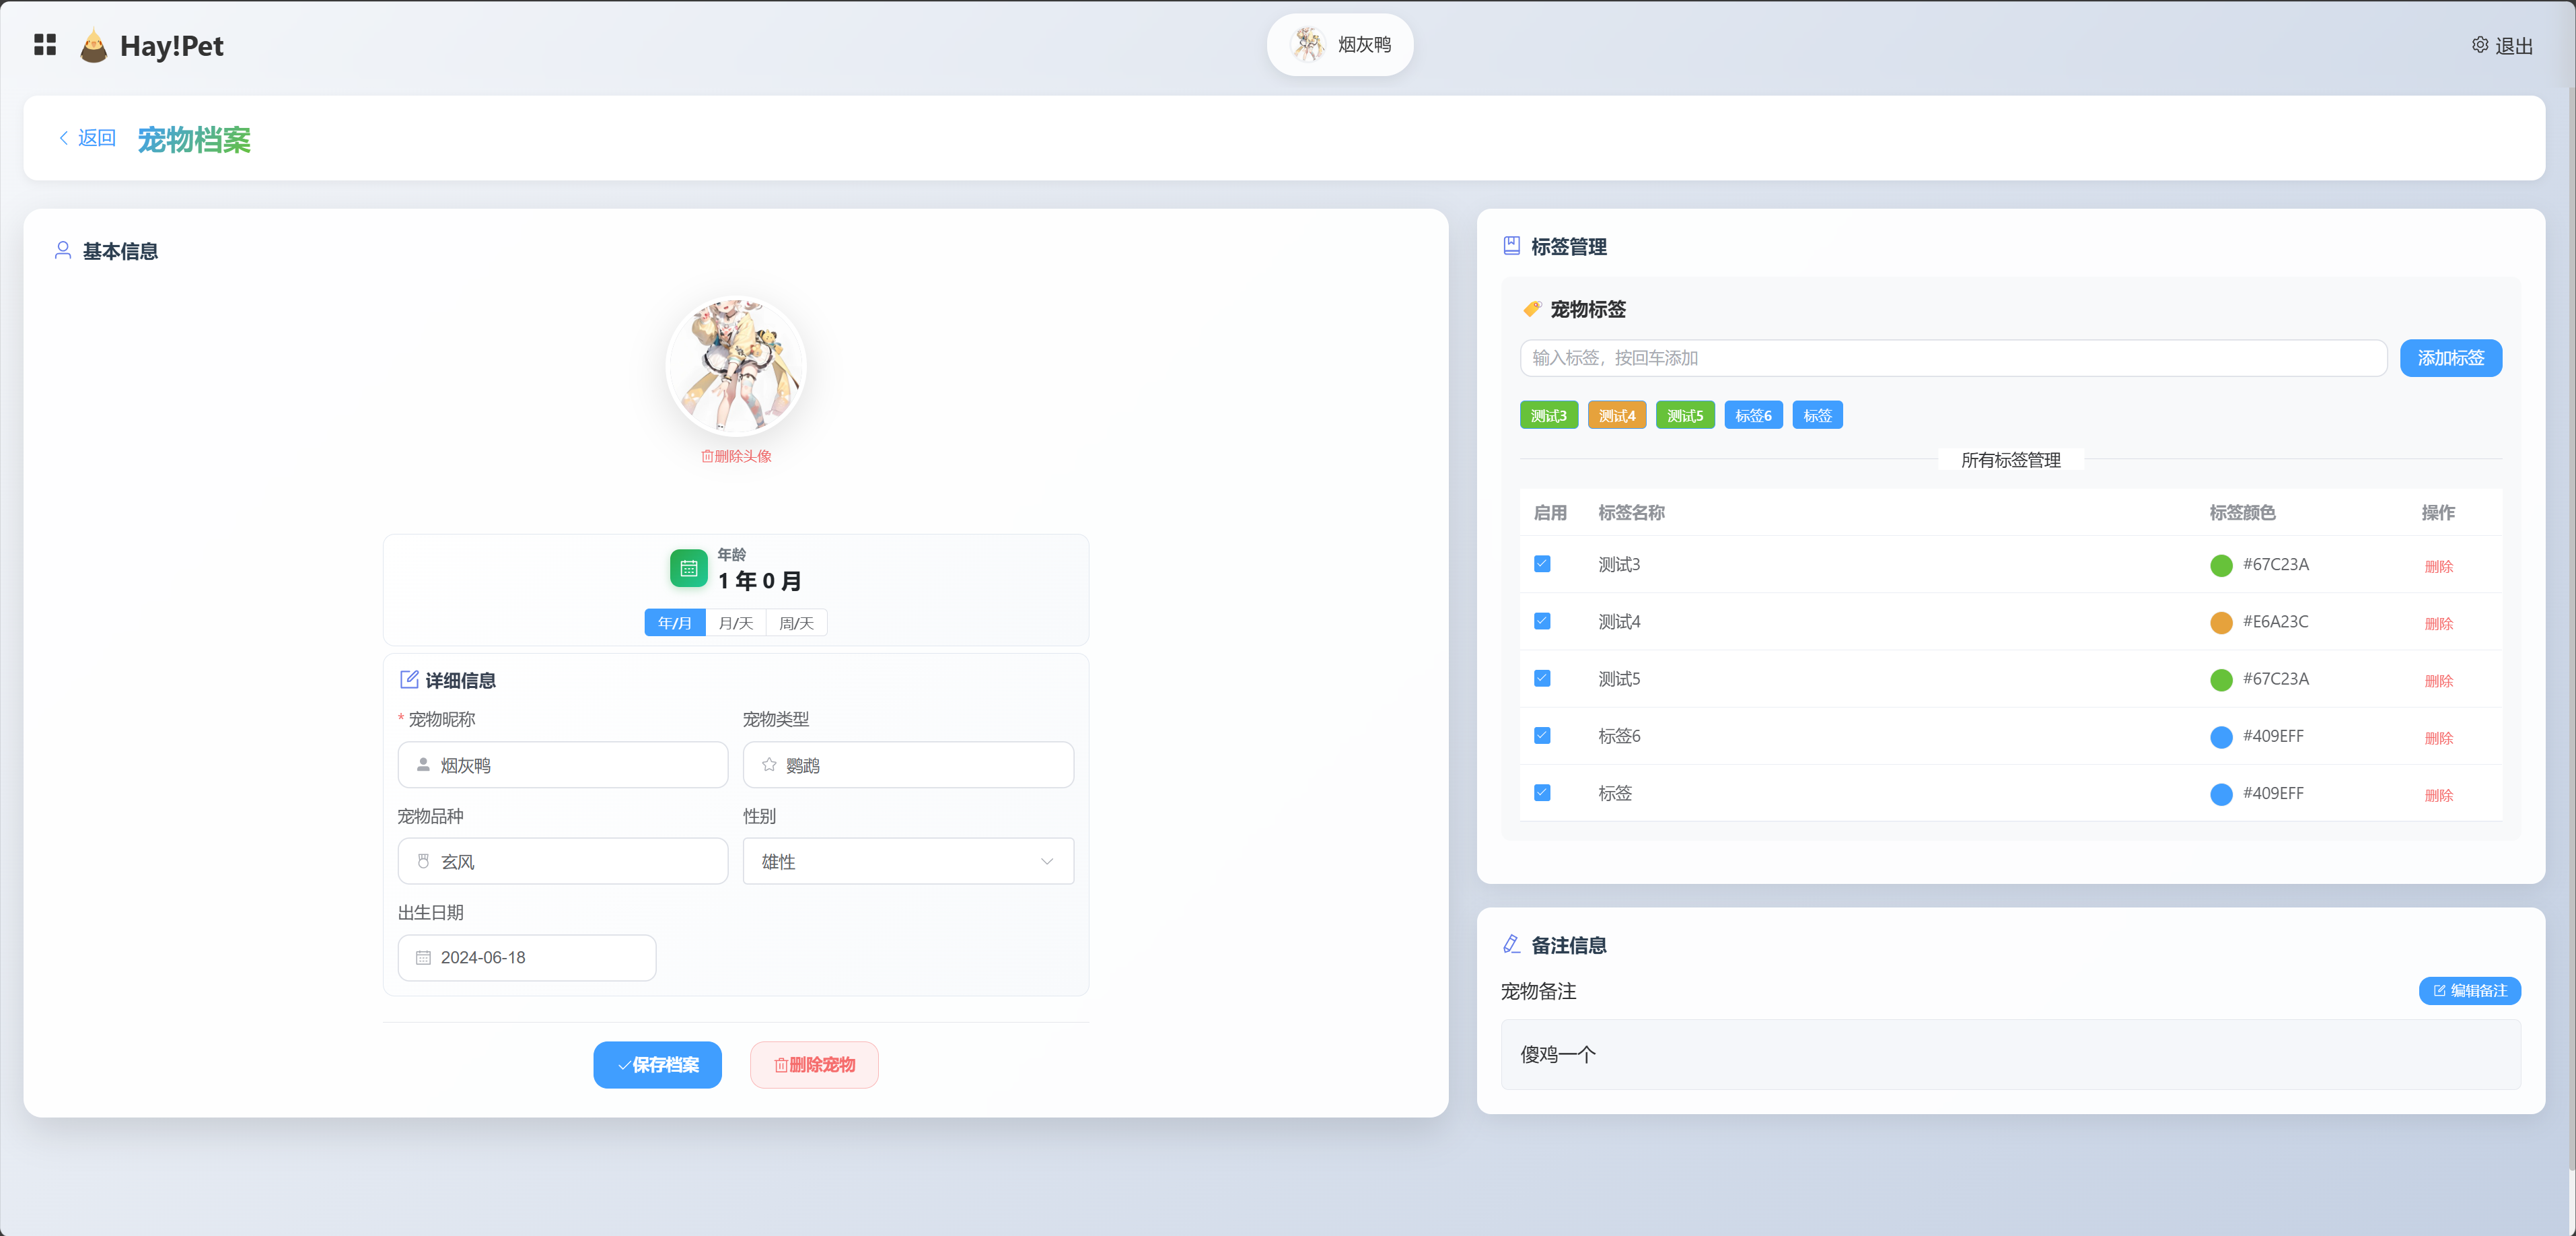 Hay!Pet
烟灰鸭
退出
返回
宠物档案
基本信息
删除头像
年龄
1 年 0 月
年/月 月/天 周/天
详细信息
* 宠物昵称 宠物类型
烟灰鸭 鹦鹉
宠物品种 性别
玄风 雄性
出生日期
2024-06-18
保存档案 删除宠物
标签管理
宠物标签
输入标签，按回车添加 添加标签
测试3 测试4 测试5 标签6 标签
所有标签管理
启用 标签名称 标签颜色 操作
测试3 #67C23A 删除
测试4 #E6A23C 删除
测试5 #67C23A 删除
标签6 #409EFF 删除
标签 #409EFF 删除
备注信息
宠物备注 编辑备注
傻鸡一个